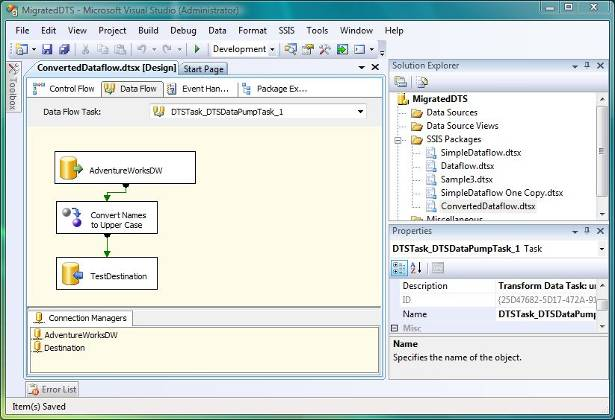 MigratedDTS - Microsoft Visual Studio (Administrator)
File Edit View Project Build Debug Data Format SSIS Tools Window Help
Development
Toolbox
ConvertedDataflow.dtsx [Design] Start Page
Control Flow Data Flow Event Han... Package Ex...
Data Flow Task: DTSTask_DTSDataPumpTask_1
AdventureWorksDW
Convert Names
to Upper Case
TestDestination
Connection Managers
AdventureWorksDW
Destination
Solution Explorer
MigratedDTS
Data Sources
Data Source Views
SSIS Packages
SimpleDataflow.dtsx
Dataflow.dtsx
Sample3.dtsx
SimpleDataflow One Copy.dtsx
ConvertedDataflow.dtsx
Miscellaneous
Properties
DTSTask_DTSDataPumpTask_1 Task
Description Transform Data Task: un
ID {25D47682-5D17-472A-91
Name DTSTask_DTSDataPump
Misc
Name
Specifies the name of the object.
Error List
Item(s) Saved